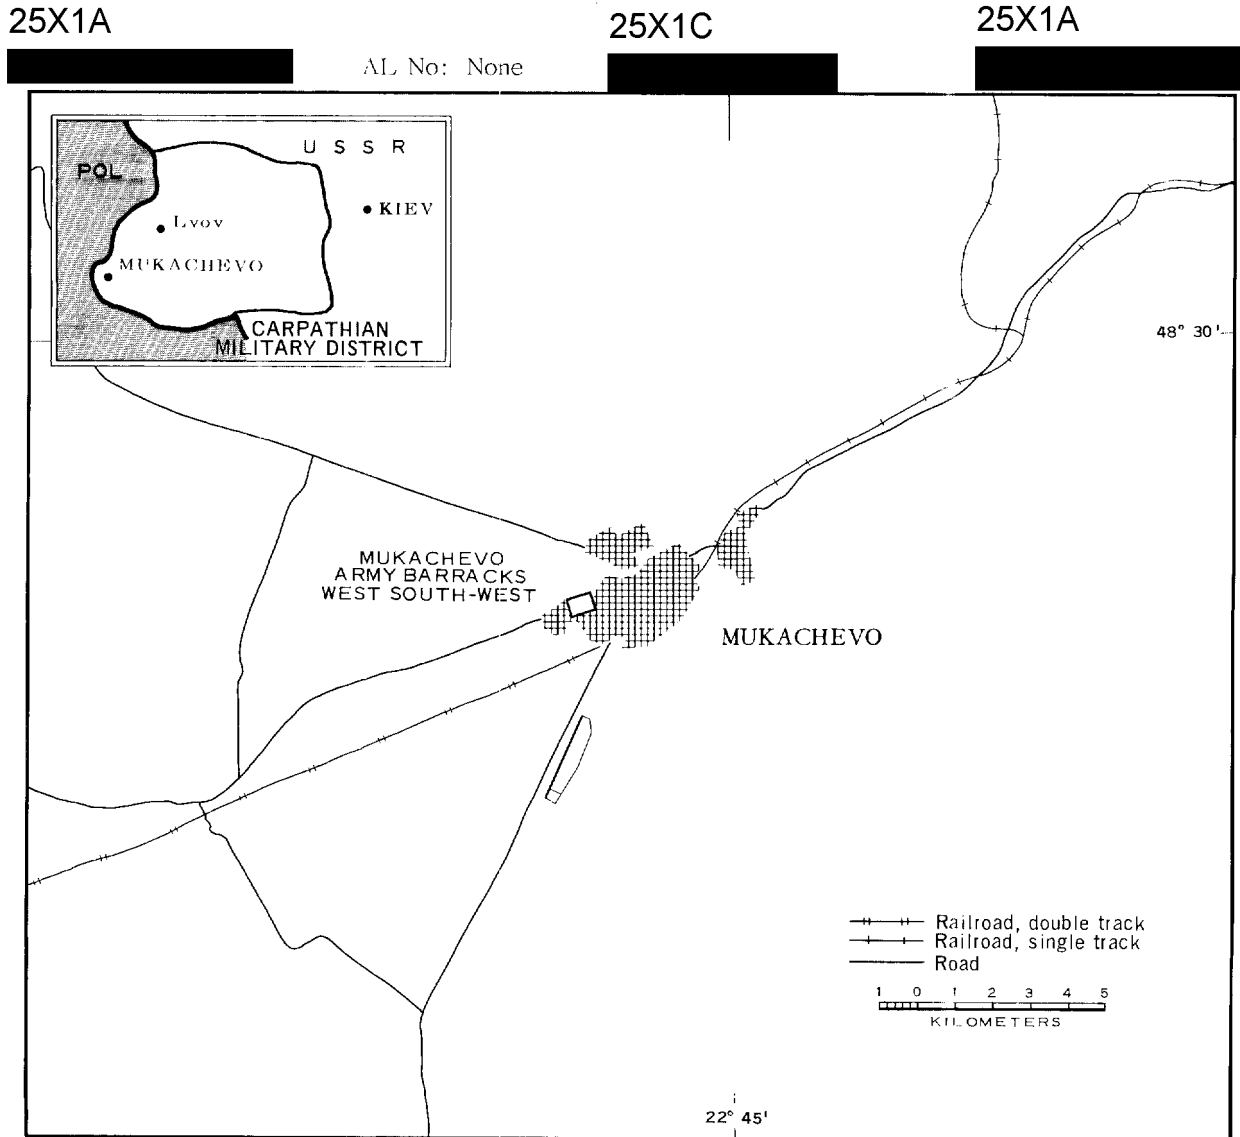 25X1A
25X1C
25X1A
AL No: None
U S S R
POL
KIEV
Lvov
MUKACHEVO
CARPATHIAN
MILITARY DISTRICT
48° 30'
MUKACHEVO
ARMY BARRACKS
WEST SOUTH-WEST
MUKACHEVO
Railroad, double track
Railroad, single track
Road
1 0 1 2 3 4 5
KILOMETERS
22° 45'